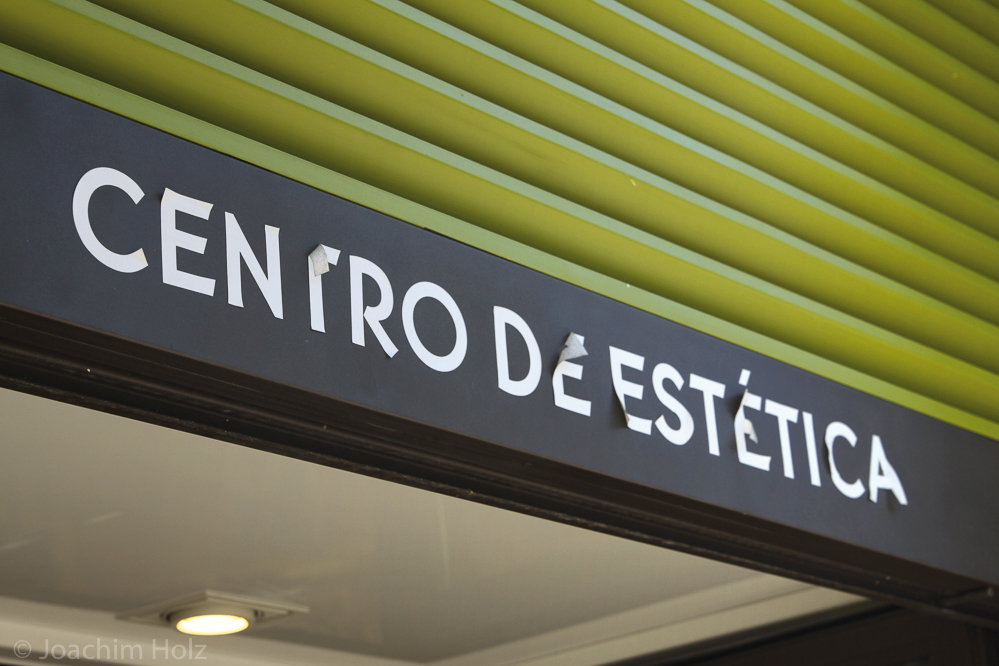 CENTRO DE ESTÉTICA
© Joachim Holz